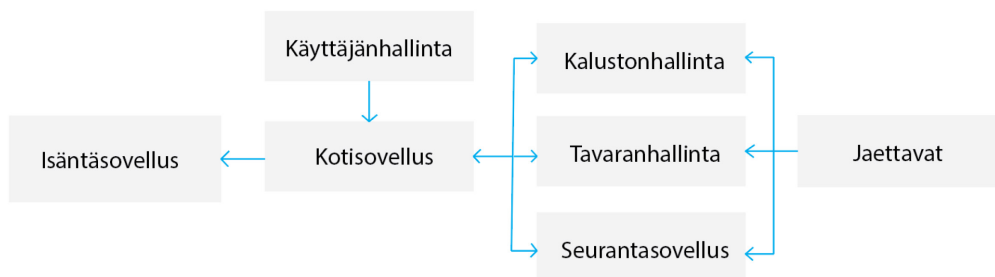 Käyttäjänhallinta
Kalustonhallinta
Isäntäsovellus
Kotisovellus
Tavaranhallinta
Jaettavat
Seurantasovellus